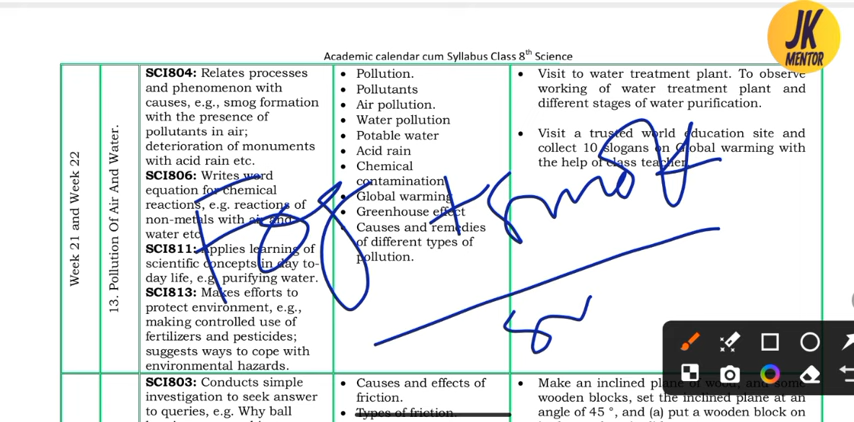 JK
MENTOR
Academic calendar cum Syllabus Class 8th Science
Week 21 and Week 22
13. Pollution Of Air And Water.
SCI804: Relates processes
and phenomenon with
causes, e.g., smog formation
with the presence of
pollutants in air;
deterioration of monuments
with acid rain etc.
SCI806: Writes word
equation for chemical
reactions, e.g., reactions of
non-metals with air and
water etc
SCI811: Applies learning of
scientific concepts in day to-
day life, e.g. purifying water.
SCI813: Makes efforts to
protect environment, e.g.,
making controlled use of
fertilizers and pesticides;
suggests ways to cope with
environmental hazards.
• Pollution.
• Pollutants
• Air pollution.
• Water pollution
• Potable water
• Acid rain
• Chemical
contamination
• Global warming
• Greenhouse effect
• Causes and remedies
of different types of
pollution.
• Visit to water treatment plant. To observe
working of water treatment plant and
different stages of water purification.
• Visit a trusted world education site and
collect 10 slogans on Global warming with
the help of class teacher
Fog + smo
SCI803: Conducts simple
investigation to seek answer
to queries, e.g. Why ball
• Causes and effects of
friction.
• Types of friction.
• Make an inclined plane of wood, and some
wooden blocks, set the inclined plane at an
angle of 45 °, and (a) put a wooden block on